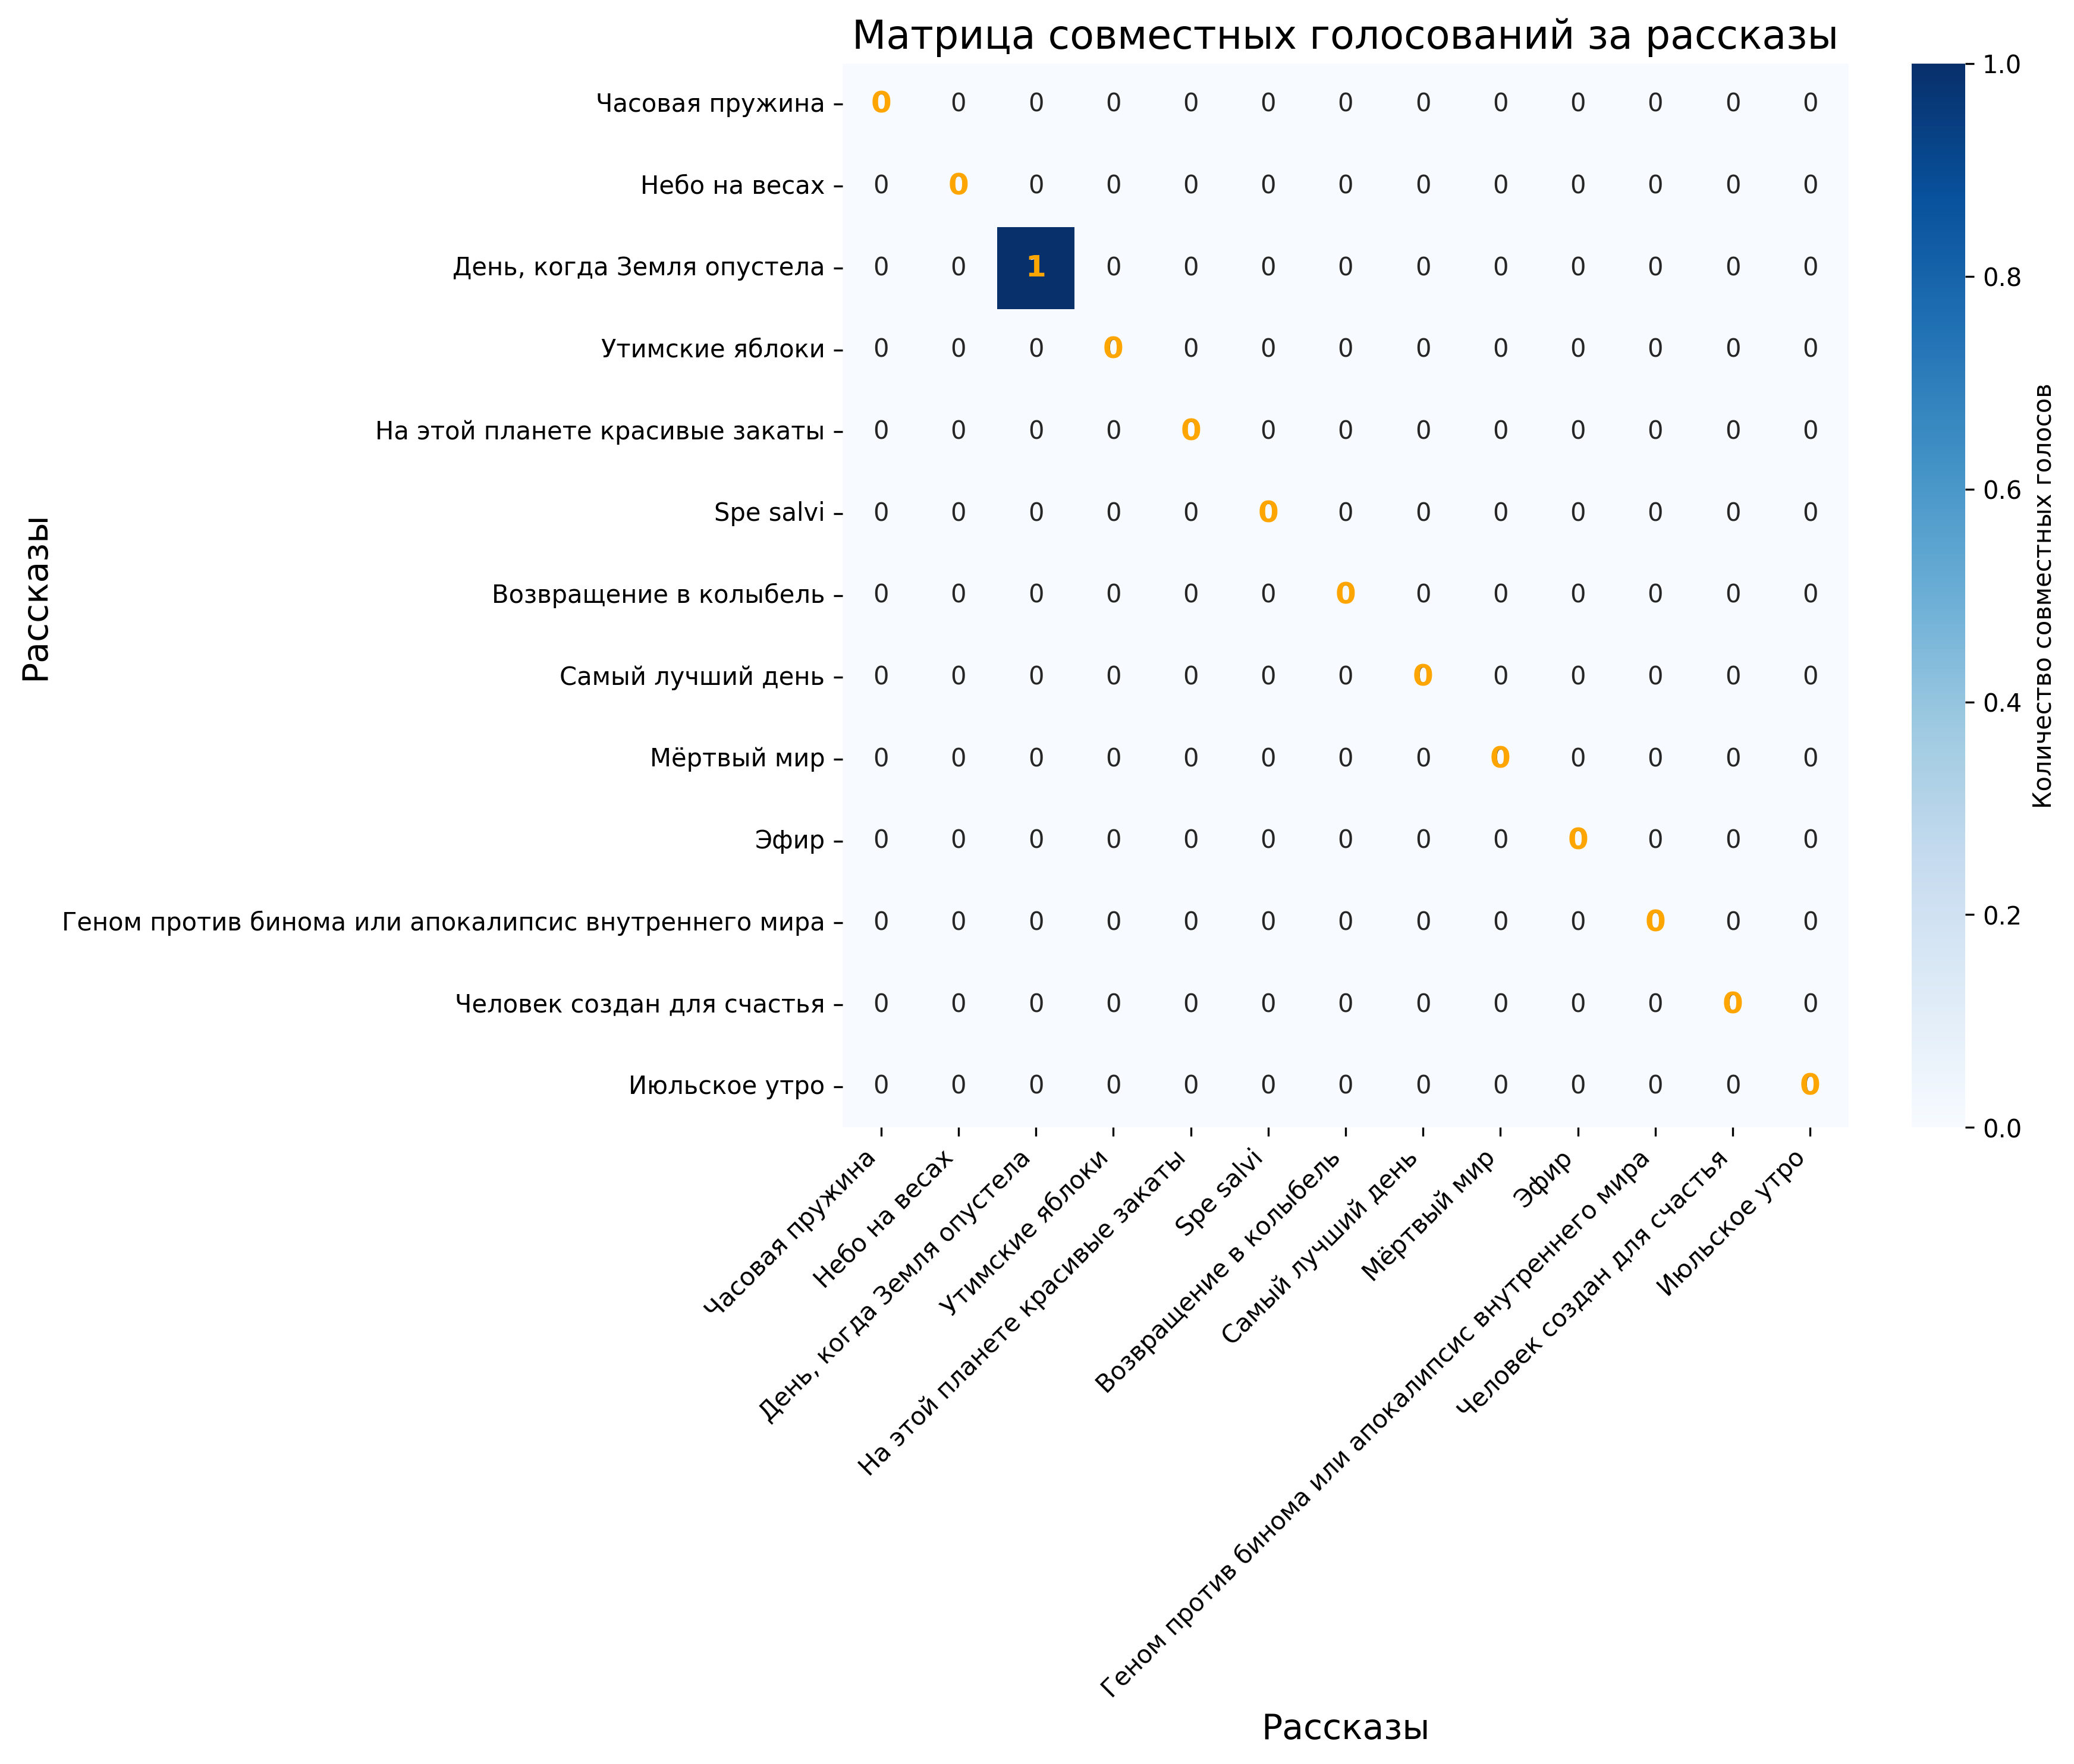 Матрица совместных голосований за рассказы
Рассказы
Часовая пружина 0 0 0 0 0 0 0 0 0 0 0 0 0
Небо на весах 0 0 0 0 0 0 0 0 0 0 0 0 0
День, когда Земля опустела 0 0 1 0 0 0 0 0 0 0 0 0 0
Утимские яблоки 0 0 0 0 0 0 0 0 0 0 0 0 0
На этой планете красивые закаты 0 0 0 0 0 0 0 0 0 0 0 0 0
Spe salvi 0 0 0 0 0 0 0 0 0 0 0 0 0
Возвращение в колыбель 0 0 0 0 0 0 0 0 0 0 0 0 0
Самый лучший день 0 0 0 0 0 0 0 0 0 0 0 0 0
Мёртвый мир 0 0 0 0 0 0 0 0 0 0 0 0 0
Эфир 0 0 0 0 0 0 0 0 0 0 0 0 0
Геном против бинома или апокалипсис внутреннего мира 0 0 0 0 0 0 0 0 0 0 0 0 0
Человек создан для счастья 0 0 0 0 0 0 0 0 0 0 0 0 0
Июльское утро 0 0 0 0 0 0 0 0 0 0 0 0 0
Часовая пружина
Небо на весах
День, когда Земля опустела
Утимские яблоки
На этой планете красивые закаты
Spe salvi
Возвращение в колыбель
Самый лучший день
Мёртвый мир
Эфир
Геном против бинома или апокалипсис внутреннего мира
Человек создан для счастья
Июльское утро
Рассказы
1.0
0.8
0.6
0.4
0.2
0.0
Количество совместных голосов